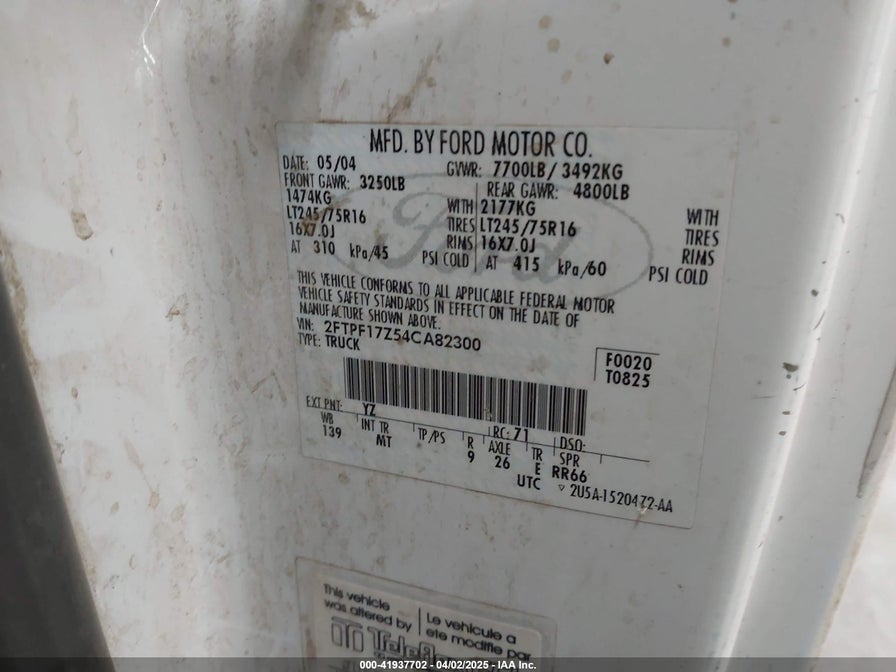 MFD. BY FORD MOTOR CO.
DATE: 05/04 GVWR: 7700LB/ 3492KG
FRONT GAWR: 3250LB REAR GAWR: 4800LB
1474KG WITH 2177KG WITH
LT245/75R16 TIRES LT245/75R16 TIRES
16X7.0J RIMS 16X7.0J RIMS
AT 310 kPa/45 PSI COLD AT 415 kPa/60 PSI COLD
THIS VEHICLE CONFORMS TO ALL APPLICABLE FEDERAL MOTOR
VEHICLE SAFETY STANDARDS IN EFFECT ON THE DATE OF
MANUFACTURE SHOWN ABOVE.
VIN: 2FTPF17Z54CA82300
TYPE: TRUCK
F0020
T0825
EXT PNT: YZ RC: 71 DSO:
WB INT TR TP/PS R AXLE TR SPR
139 MT 9 26 E RR66
UTC ▽ 2U5A-1520472-AA
Ford
This vehicle
was altered by
Le véhicule a
été modifié par
000-41937702 — 04/02/2025 - IAA Inc.